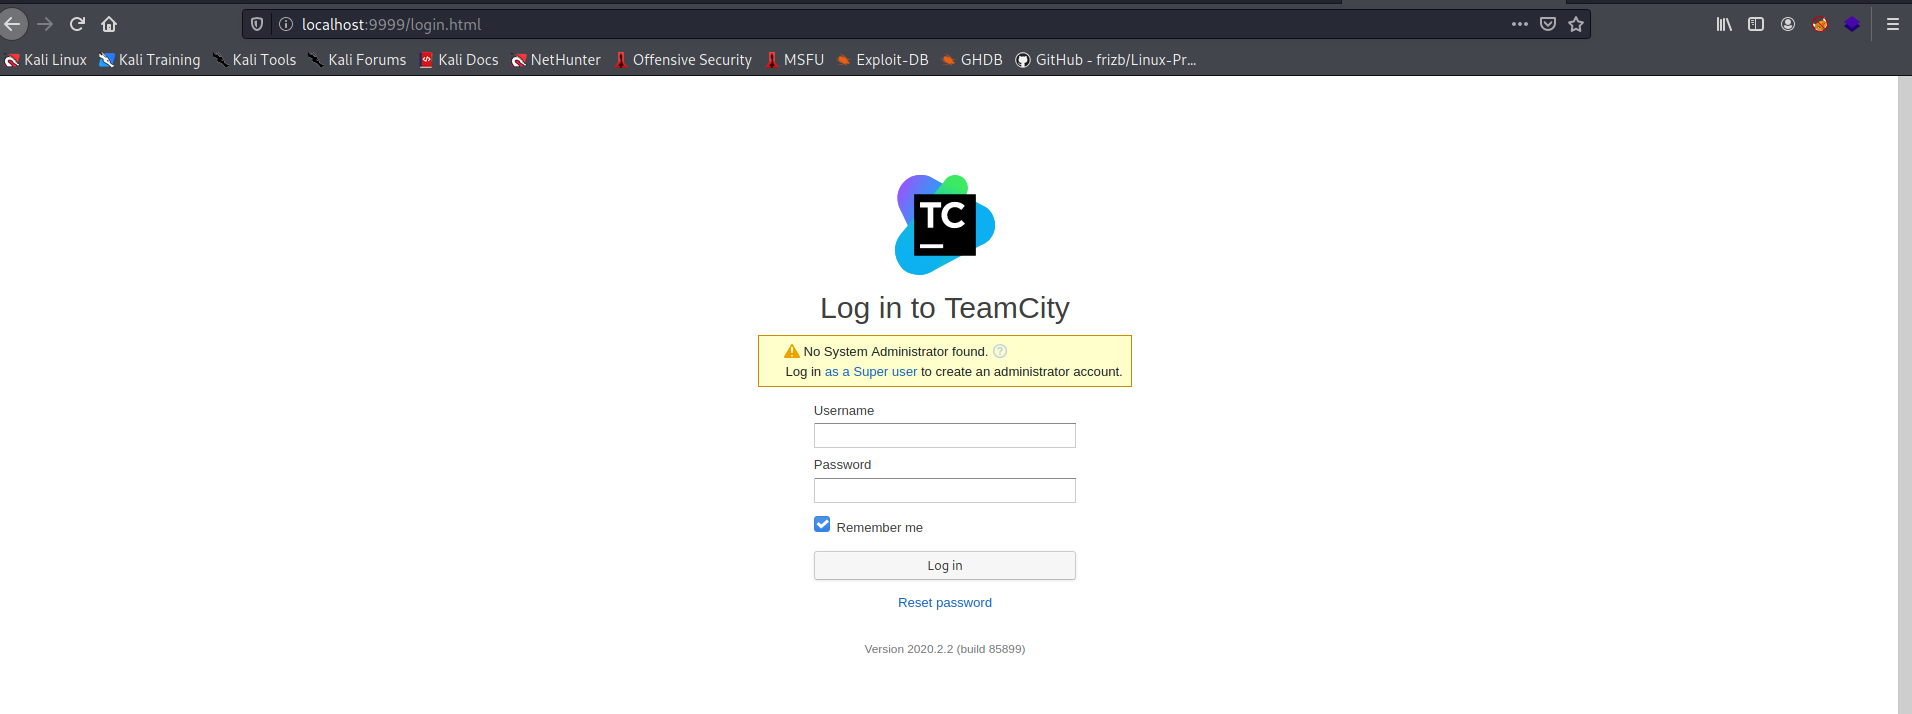 localhost:9999/login.html
Kali Linux Kali Training Kali Tools Kali Forums Kali Docs NetHunter Offensive Security MSFU Exploit-DB GHDB GitHub - frizb/Linux-Pr...
TC
Log in to TeamCity
No System Administrator found. ?
Log in as a Super user to create an administrator account.
Username
Password
Remember me
Log in
Reset password
Version 2020.2.2 (build 85899)